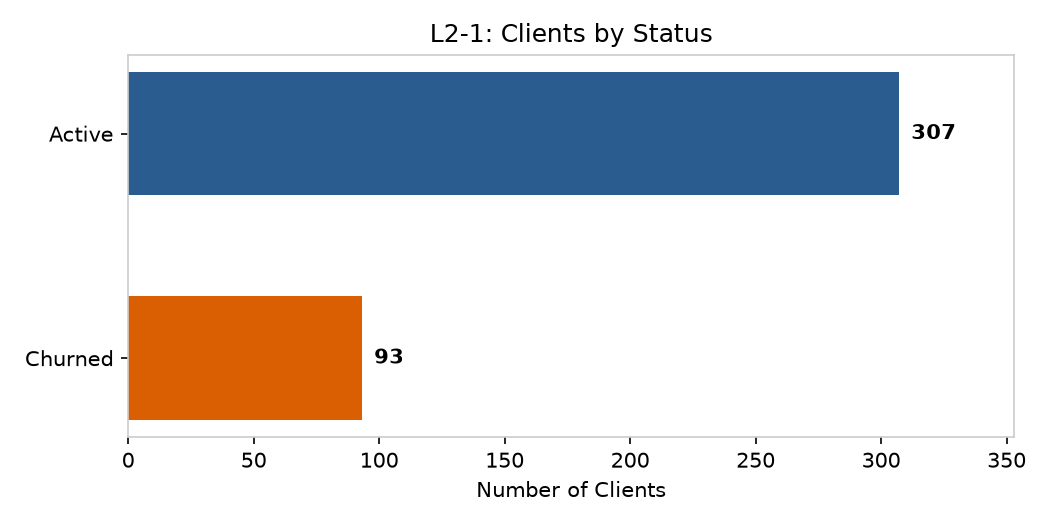 L2-1: Clients by Status
Active
307
Churned
93
0 50 100 150 200 250 300 350
Number of Clients